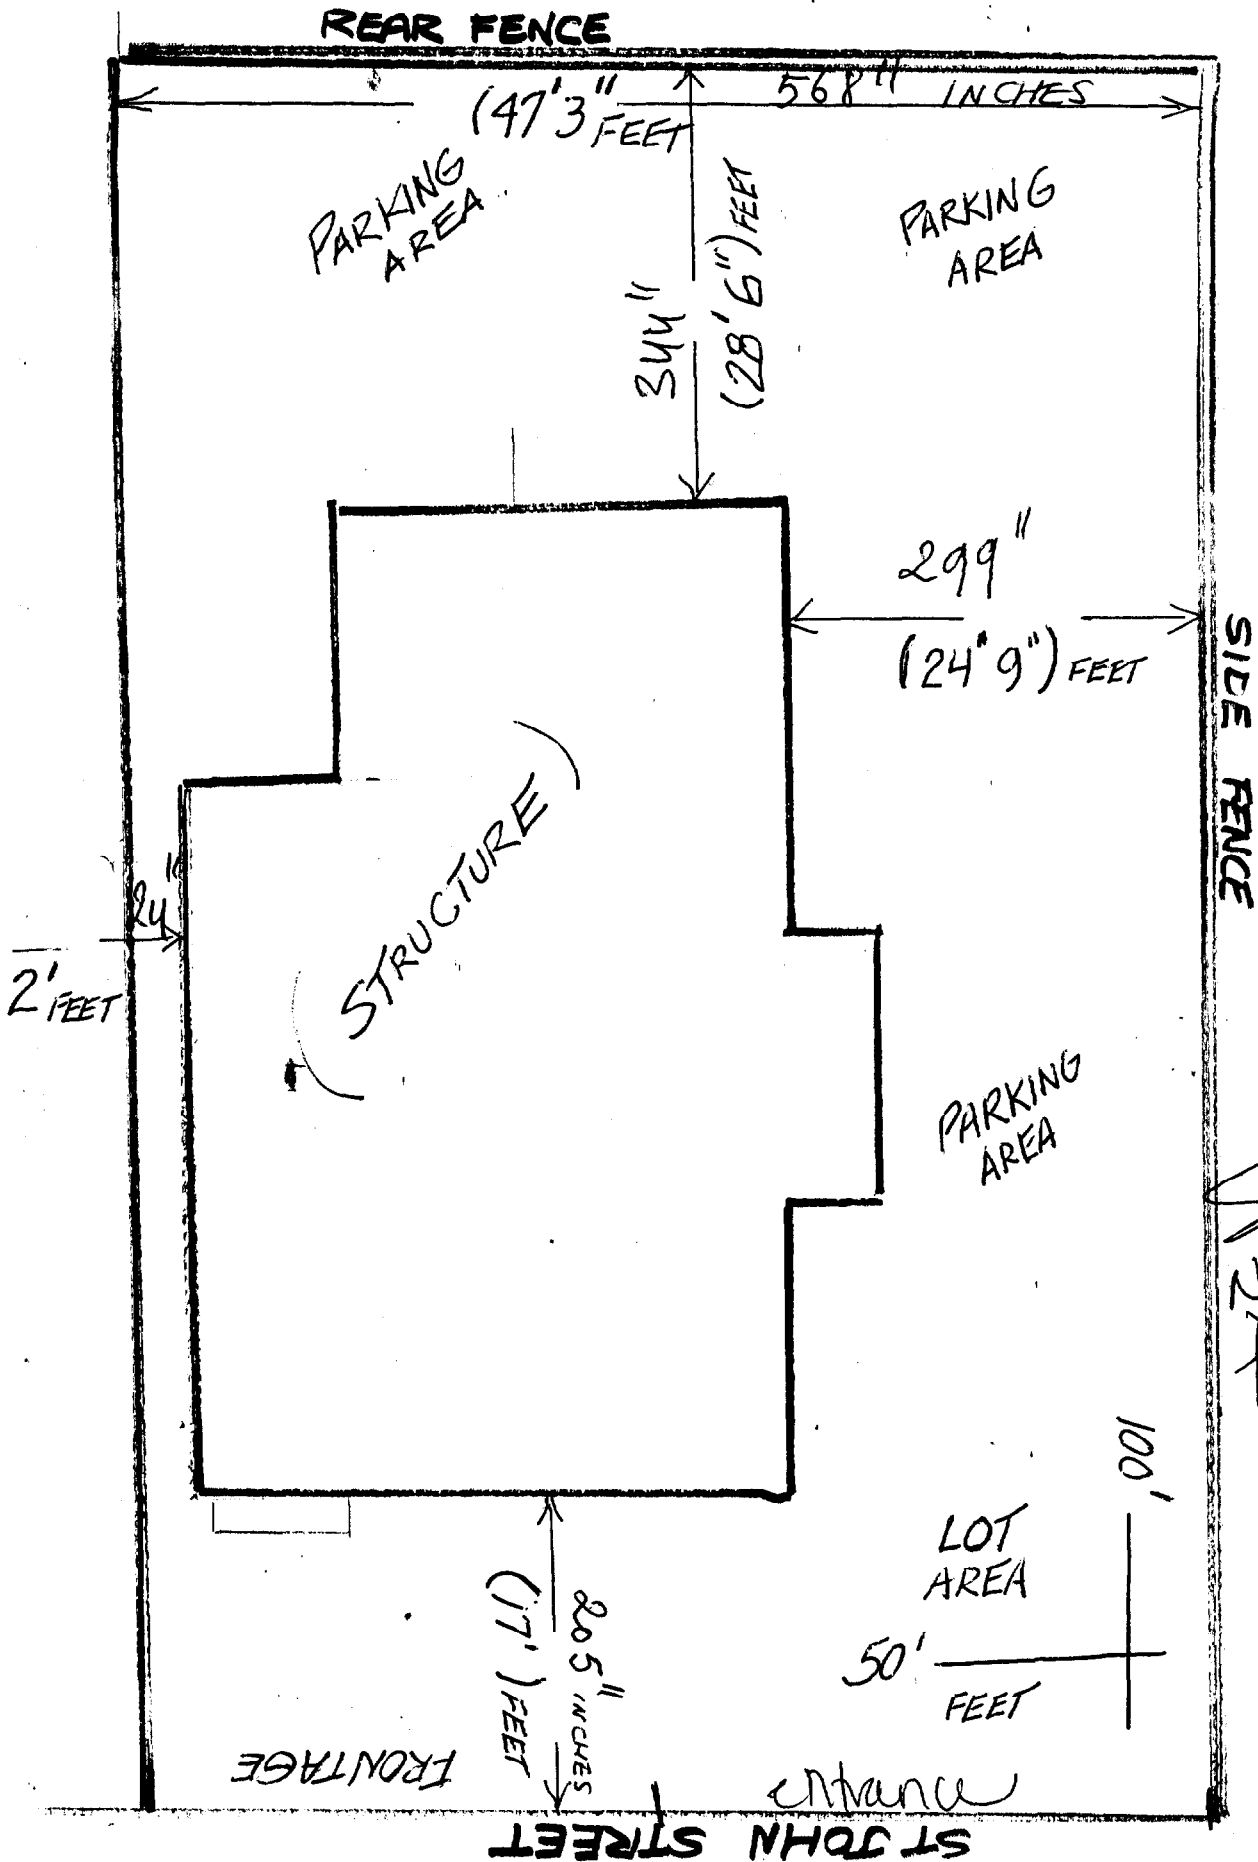 REAR FENCE
568" INCHES
(47'3"
FEET
PARKING
AREA
PARKING
AREA
344"
(28' 6") FEET
299"
(24" 9") FEET
SIDE FENCE
(STRUCTURE)
24"
2' FEET
PARKING
AREA
100'
LOT
AREA
50'
FEET
205" INCHES
(17') FEET
FRONTAGE
entrance
ST JOHN STREET